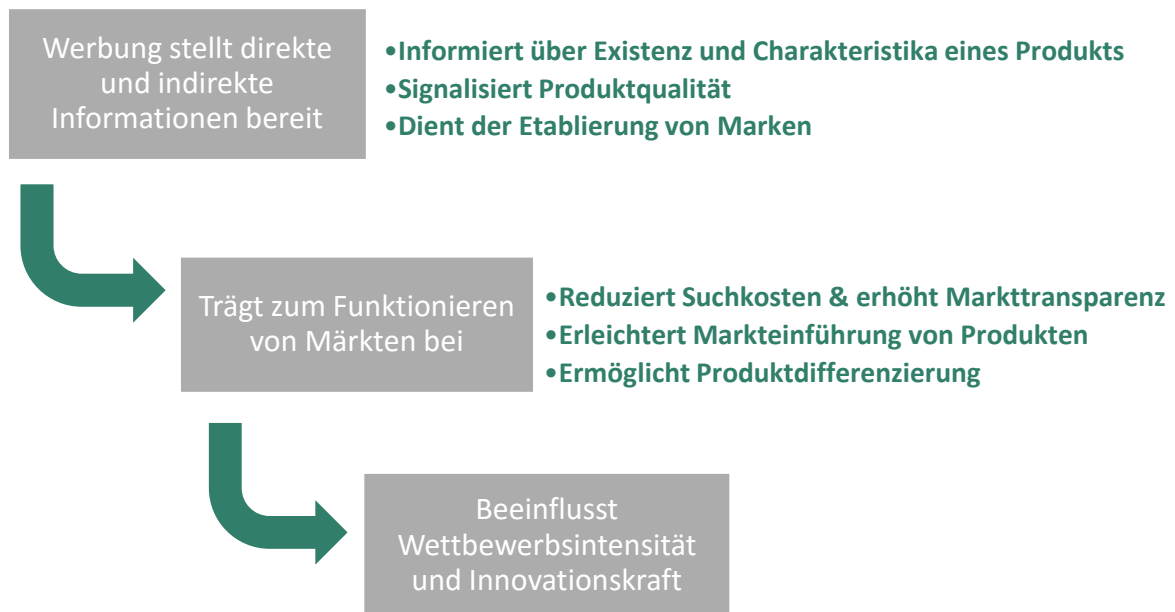 Werbung stellt direkte
und indirekte
Informationen bereit
•Informiert über Existenz und Charakteristika eines Produkts
•Signalisiert Produktqualität
•Dient der Etablierung von Marken
Trägt zum Funktionieren
von Märkten bei
•Reduziert Suchkosten & erhöht Markttransparenz
•Erleichtert Markteinführung von Produkten
•Ermöglicht Produktdifferenzierung
Beeinflusst
Wettbewerbsintensität
und Innovationskraft